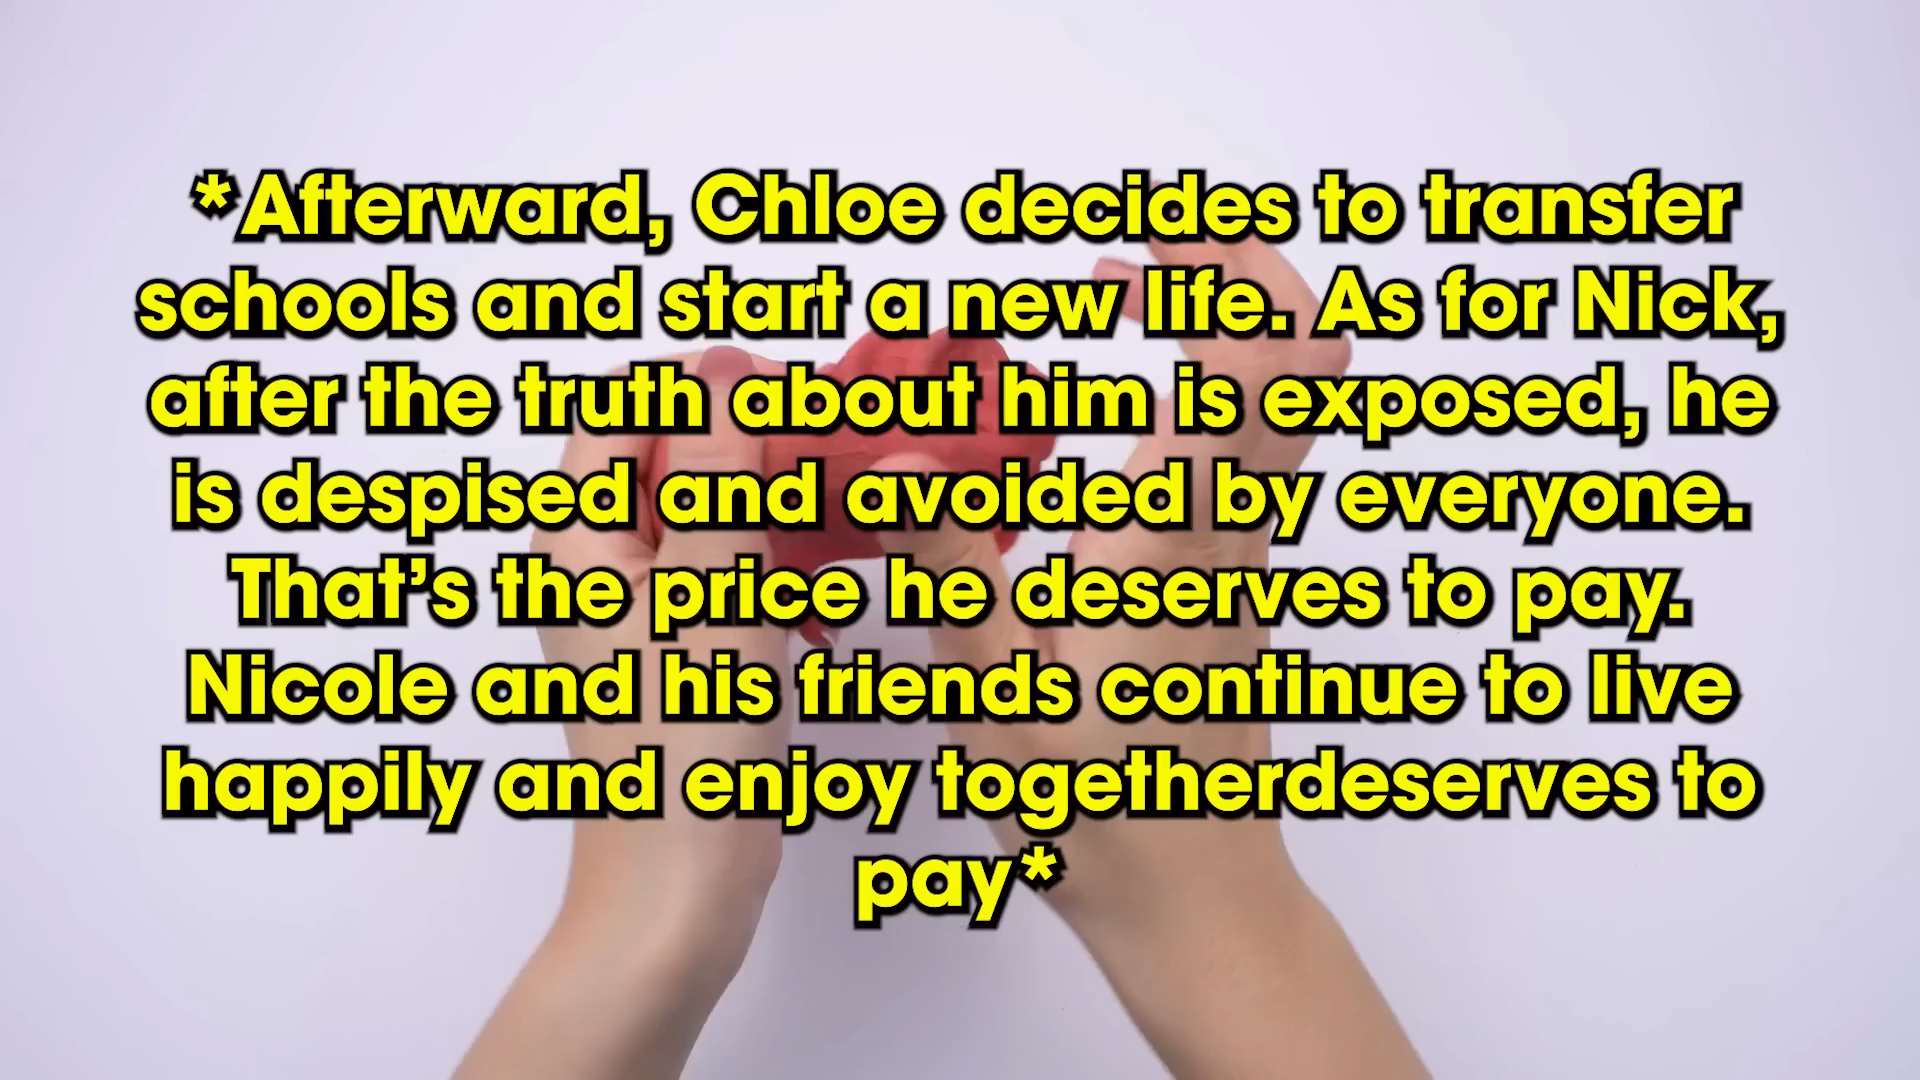 *Afterward, Chloe decides to transfer
schools and start a new life. As for Nick,
after the truth about him is exposed, he
is despised and avoided by everyone.
That’s the price he deserves to pay.
Nicole and his friends continue to live
happily and enjoy togetherdeserves to
pay*